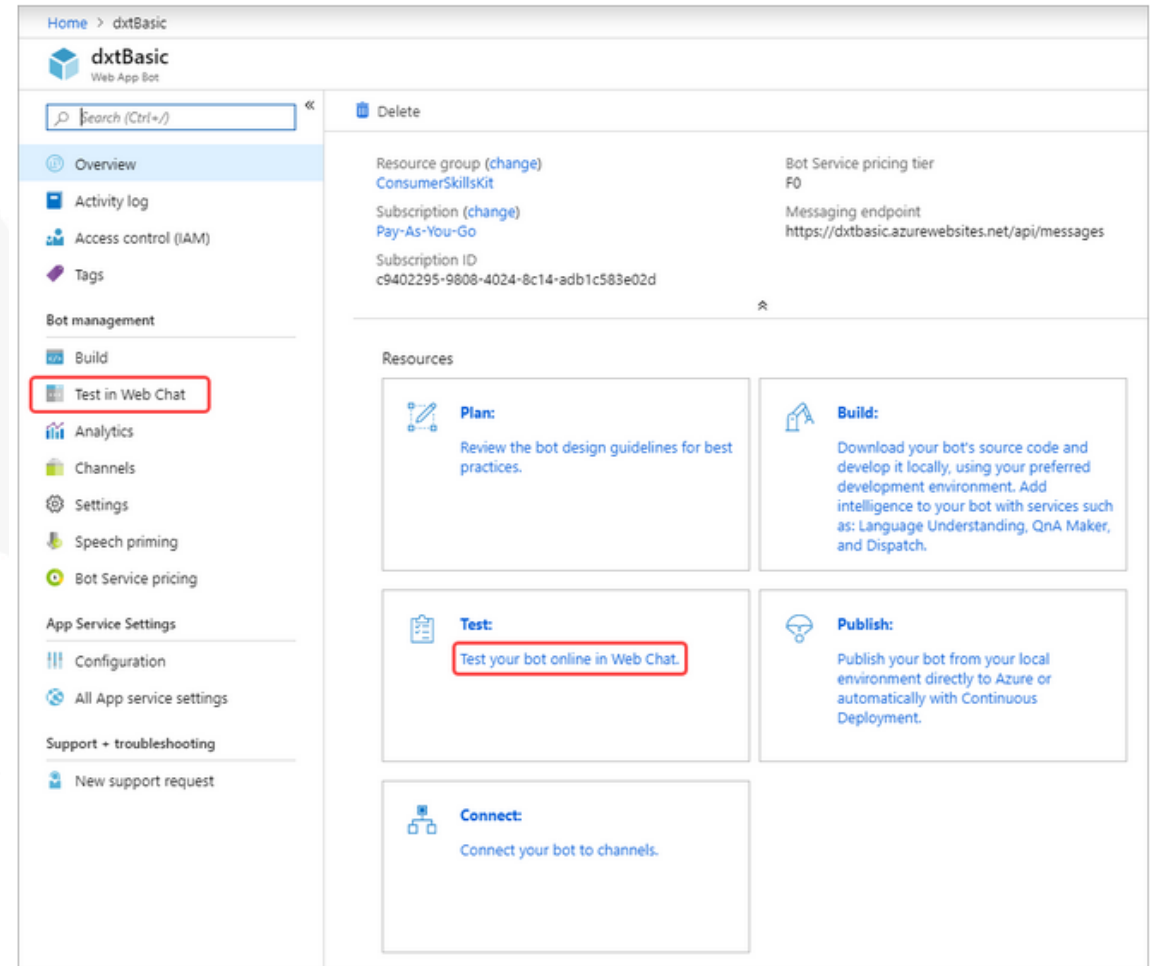 Home > dxtBasic
dxtBasic
Web App Bot
Search (Ctrl+/)
«
Overview
Activity log
Access control (IAM)
Tags
Bot management
Build
Test in Web Chat
Analytics
Channels
Settings
Speech priming
Bot Service pricing
App Service Settings
Configuration
All App service settings
Support + troubleshooting
New support request
Delete
Resource group (change)
ConsumerSkillsKit
Subscription (change)
Pay-As-You-Go
Subscription ID
c9402295-9808-4024-8c14-adb1c583e02d
Bot Service pricing tier
F0
Messaging endpoint
https://dxtbasic.azurewebsites.net/api/messages
Resources
Plan:
Review the bot design guidelines for best
practices.
Build:
Download your bot's source code and
develop it locally, using your preferred
development environment. Add
intelligence to your bot with services such
as: Language Understanding, QnA Maker,
and Dispatch.
Test:
Test your bot online in Web Chat.
Publish:
Publish your bot from your local
environment directly to Azure or
automatically with Continuous
Deployment.
Connect:
Connect your bot to channels.